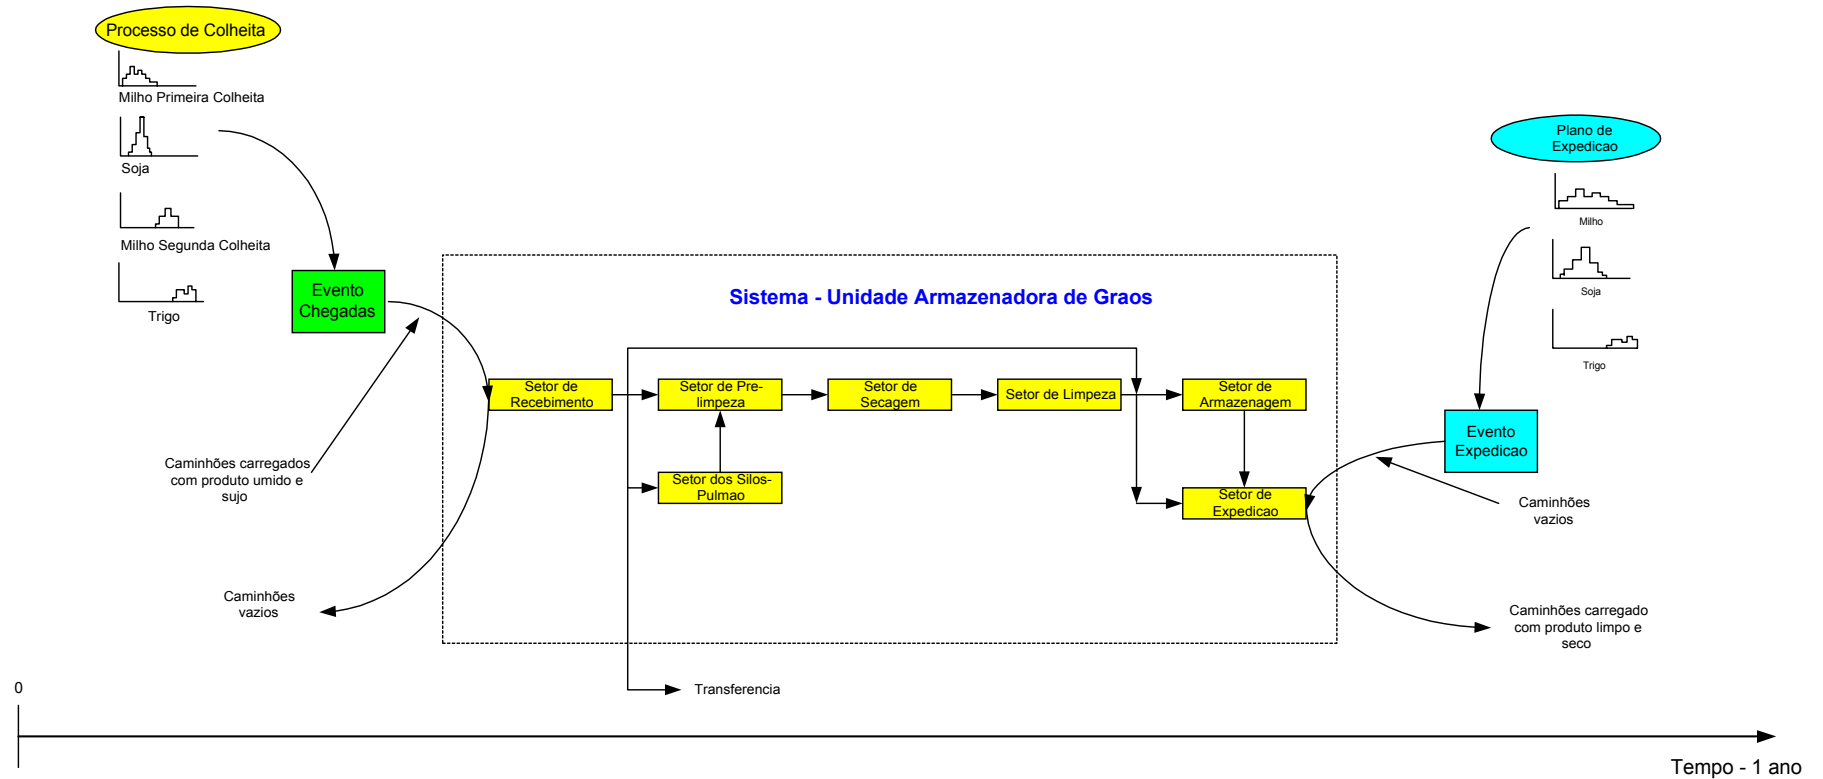 Processo de Colheita
Milho Primeira Colheita
Soja
Milho Segunda Colheita
Trigo
Evento
Chegadas
Caminhões carregados
com produto umido e
sujo
Caminhões
vazios
Sistema - Unidade Armazenadora de Graos
Setor de
Recebimento
Setor de Pre-
limpeza
Setor de
Secagem
Setor de Limpeza
Setor de
Armazenagem
Setor dos Silos-
Pulmao
Setor de
Expedicao
Transferencia
Plano de
Expedicao
Milho
Soja
Trigo
Evento
Expedicao
Caminhões
vazios
Caminhões carregado
com produto limpo e
seco
0
Tempo - 1 ano